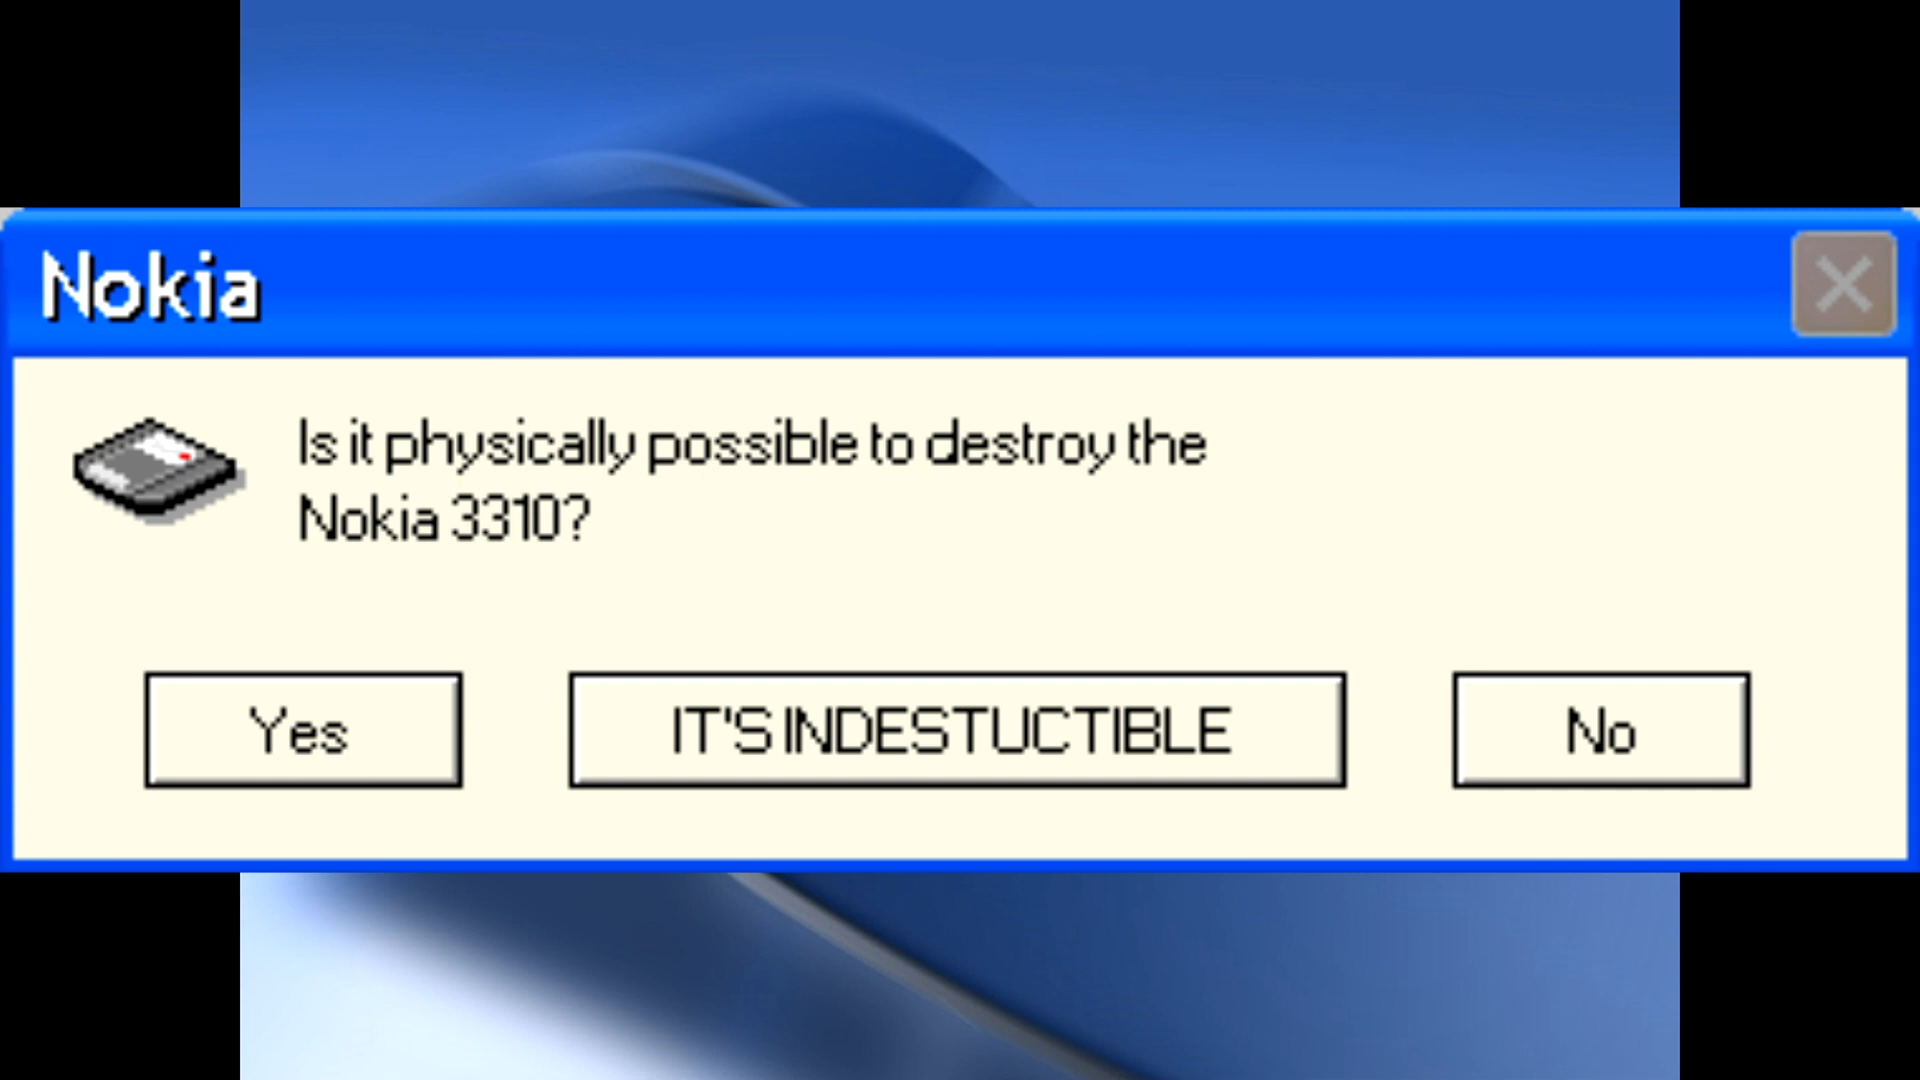 Nokia
Is it physically possible to destroy the
Nokia 3310?
Yes
IT'S INDESTUCTIBLE
No